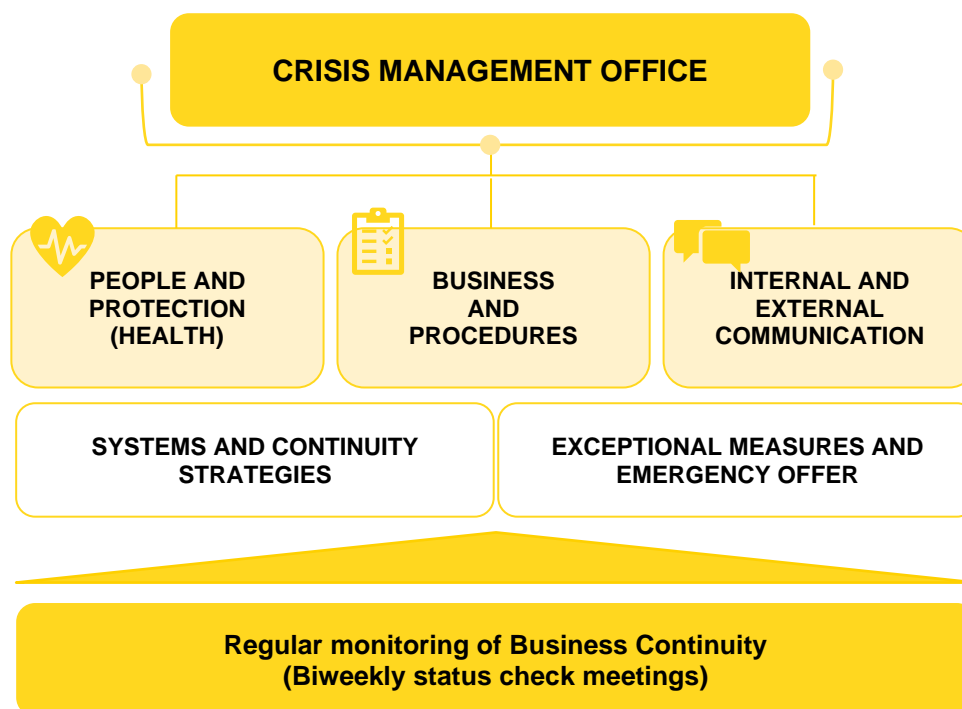 CRISIS MANAGEMENT OFFICE
PEOPLE AND
PROTECTION
(HEALTH)
BUSINESS
AND
PROCEDURES
INTERNAL AND
EXTERNAL
COMMUNICATION
SYSTEMS AND CONTINUITY
STRATEGIES
EXCEPTIONAL MEASURES AND
EMERGENCY OFFER
Regular monitoring of Business Continuity
(Biweekly status check meetings)